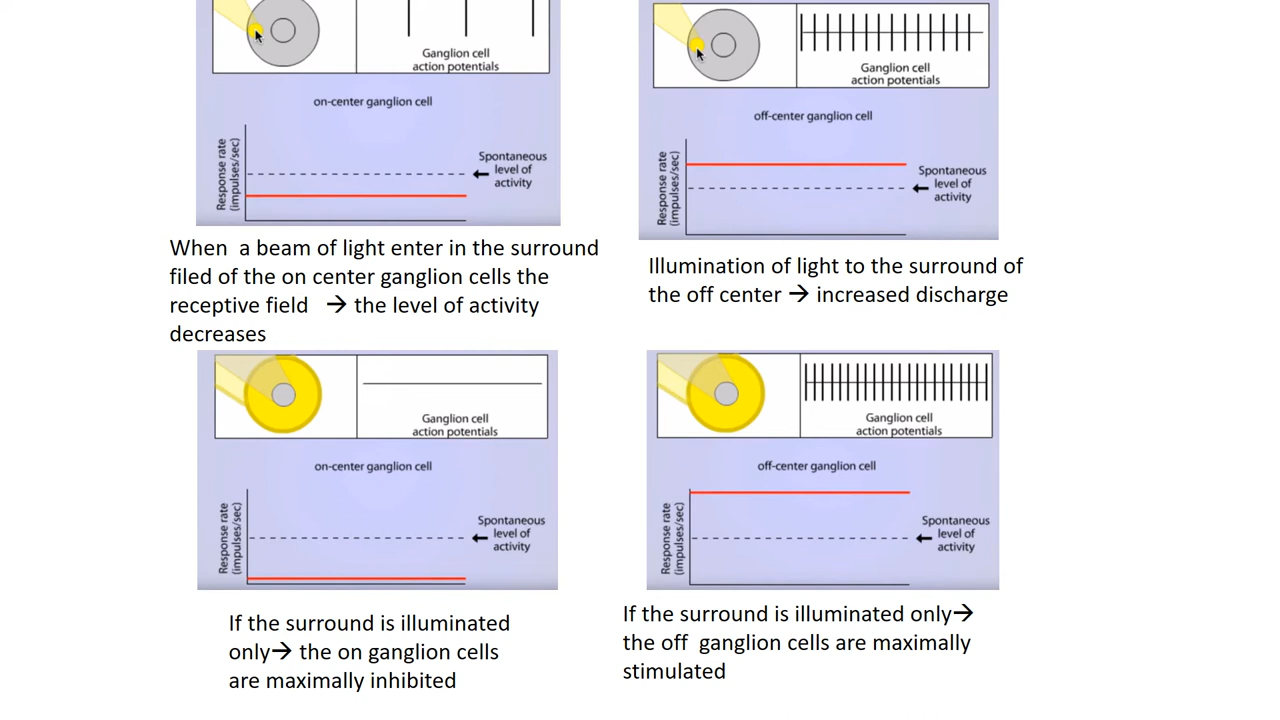 Ganglion cell
action potentials
on-center ganglion cell
Response rate
(impulses/sec)
Spontaneous
level of
activity
When  a beam of light enter in the surround
filed of the on center ganglion cells the
receptive field   → the level of activity
decreases
Ganglion cell
action potentials
off-center ganglion cell
Response rate
(impulses/sec)
Spontaneous
level of
activity
Illumination of light to the surround of
the off center → increased discharge
Ganglion cell
action potentials
on-center ganglion cell
Response rate
(impulses/sec)
Spontaneous
level of
activity
If the surround is illuminated
only→ the on ganglion cells
are maximally inhibited
Ganglion cell
action potentials
off-center ganglion cell
Response rate
(impulses/sec)
Spontaneous
level of
activity
If the surround is illuminated only→
the off  ganglion cells are maximally
stimulated